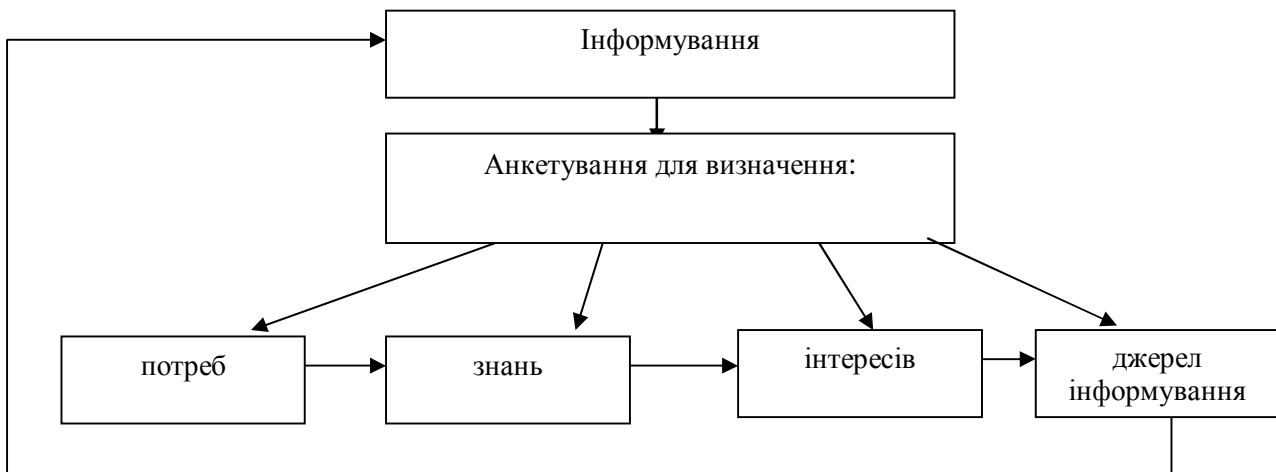 Інформування
Анкетування для визначення:
потреб
знань
інтересів
джерел
інформування